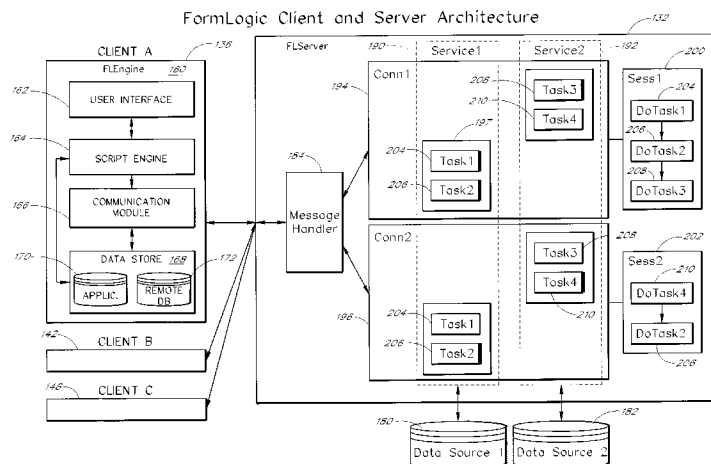 FormLogic Client and Server Architecture
CLIENT A
136
FLEngine 160
162
USER INTERFACE
164
SCRIPT ENGINE
166
COMMUNICATION
MODULE
DATA STORE 168
170
172
APPLIC.
REMOTE
DB
142
CLIENT B
146
CLIENT C
132
FLServer
190
Service1
Service2
192
184
Message
Handler
194
Conn1
197
204
Task1
206
Task2
208
Task3
210
Task4
196
Conn2
204
Task1
206
Task2
Task3
208
Task4
210
200
Sess1
204
DoTask1
206
DoTask2
208
DoTask3
202
Sess2
210
DoTask4
DoTask2
206
180
Data Source 1
182
Data Source 2